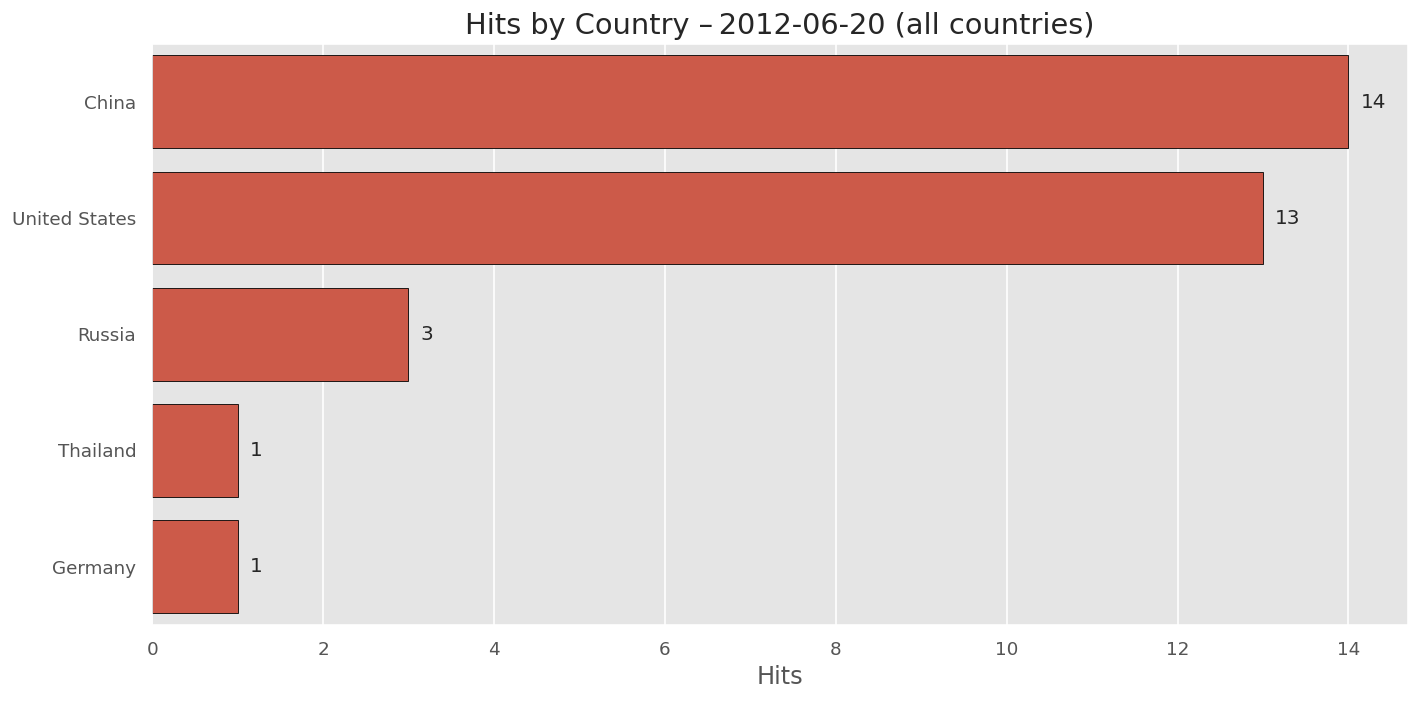 Hits by Country – 2012-06-20 (all countries)
China 14
United States 13
Russia 3
Thailand 1
Germany 1
0 2 4 6 8 10 12 14
Hits